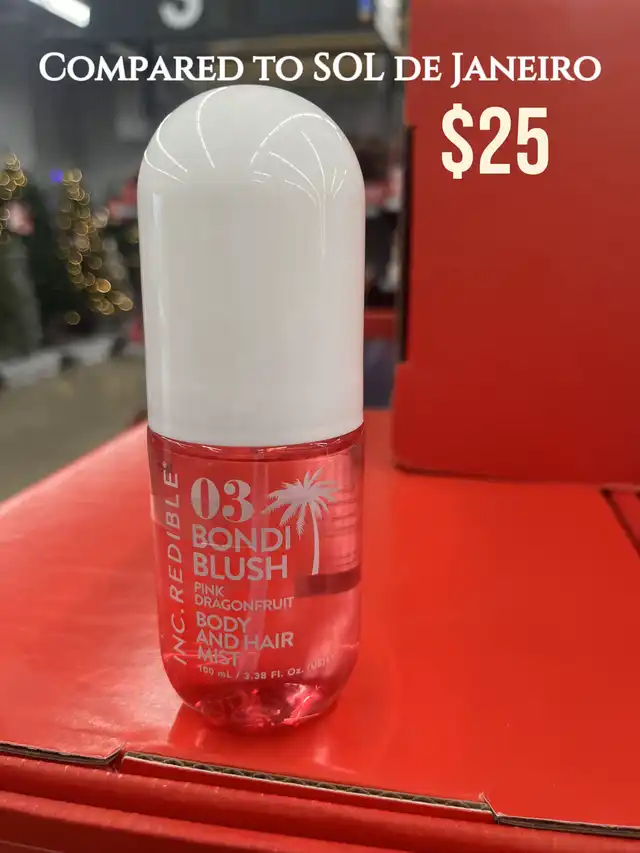 COMPARED TO SOL DE JANEIRO
$25
INC.REDIBLE
03
BONDI
BLUSH
PINK
DRAGONFRUIT
BODY
AND HAIR
MIST
100 mL / 3.38 Fl. Oz.